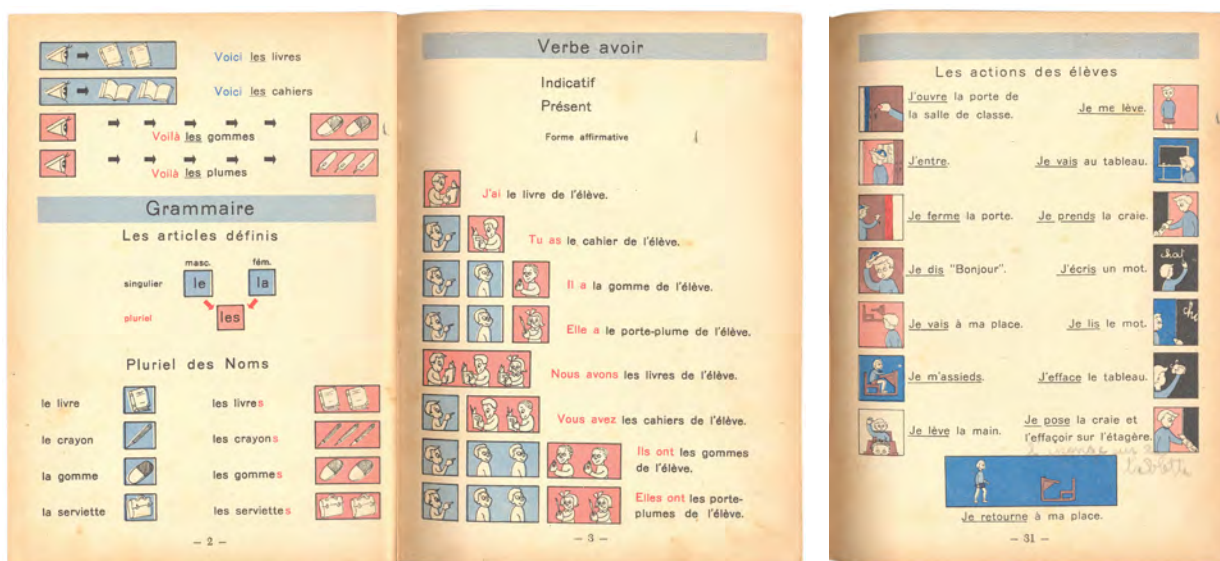 Voici les livres
Voici les cahiers
Voilà les gommes
Voilà les plumes
Grammaire
Les articles définis
masc. fém.
singulier le la
pluriel les
Pluriel des Noms
le livre les livres
le crayon les crayons
la gomme les gommes
la serviette les serviettes
— 2 —
Verbe avoir
Indicatif
Présent
Forme affirmative
J'ai le livre de l'élève.
Tu as le cahier de l'élève.
Il a la gomme de l'élève.
Elle a le porte-plume de l'élève.
Nous avons les livres de l'élève.
Vous avez les cahiers de l'élève.
Ils ont les gommes
de l'élève.
Elles ont les porte-
plumes de l'élève.
— 3 —
Les actions des élèves
J'ouvre la porte de
la salle de classe.
Je me lève.
J'entre.
Je vais au tableau.
Je ferme la porte.
Je prends la craie.
Je dis "Bonjour".
J'écris un mot.
chat
Je vais à ma place.
Je lis le mot.
cha
Je m'assieds.
J'efface le tableau.
Je lève la main.
Je pose la craie et
l'effaçoir sur l'étagère.
tablette
Je retourne à ma place.
— 31 —